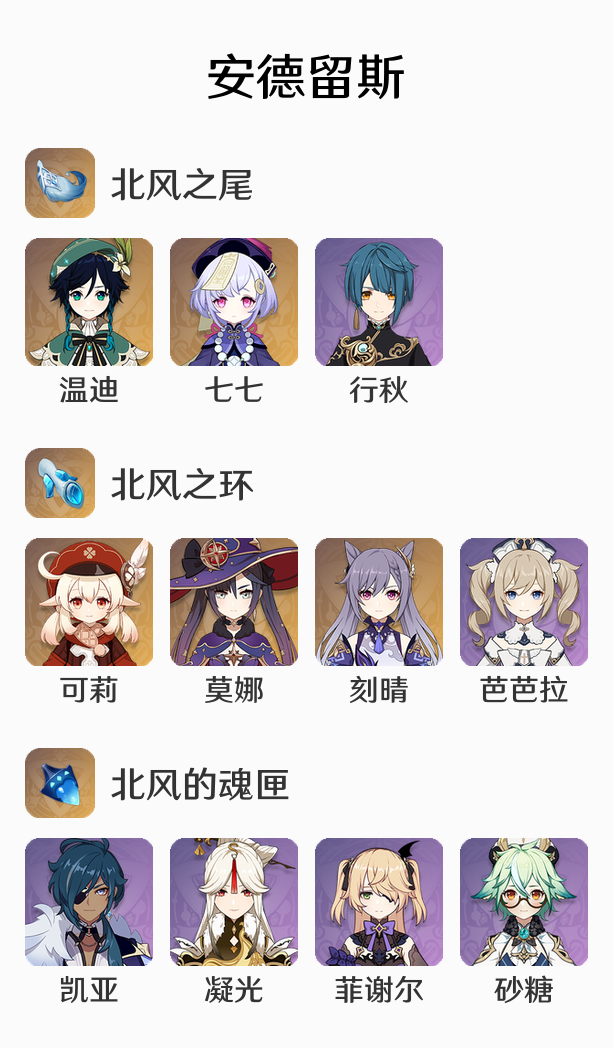 安德留斯
北风之尾
温迪 七七 行秋
北风之环
可莉 莫娜 刻晴 芭芭拉
北风的魂匣
凯亚 凝光 菲谢尔 砂糖